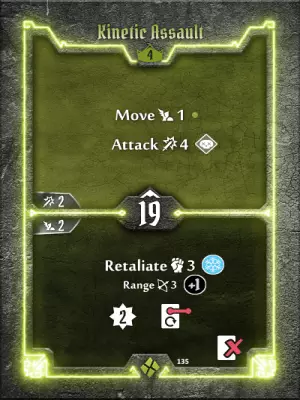 Kinetic Assault
4
Move 1
Attack 4
2
19
2
Retaliate 3
Range 3 +1
2
135